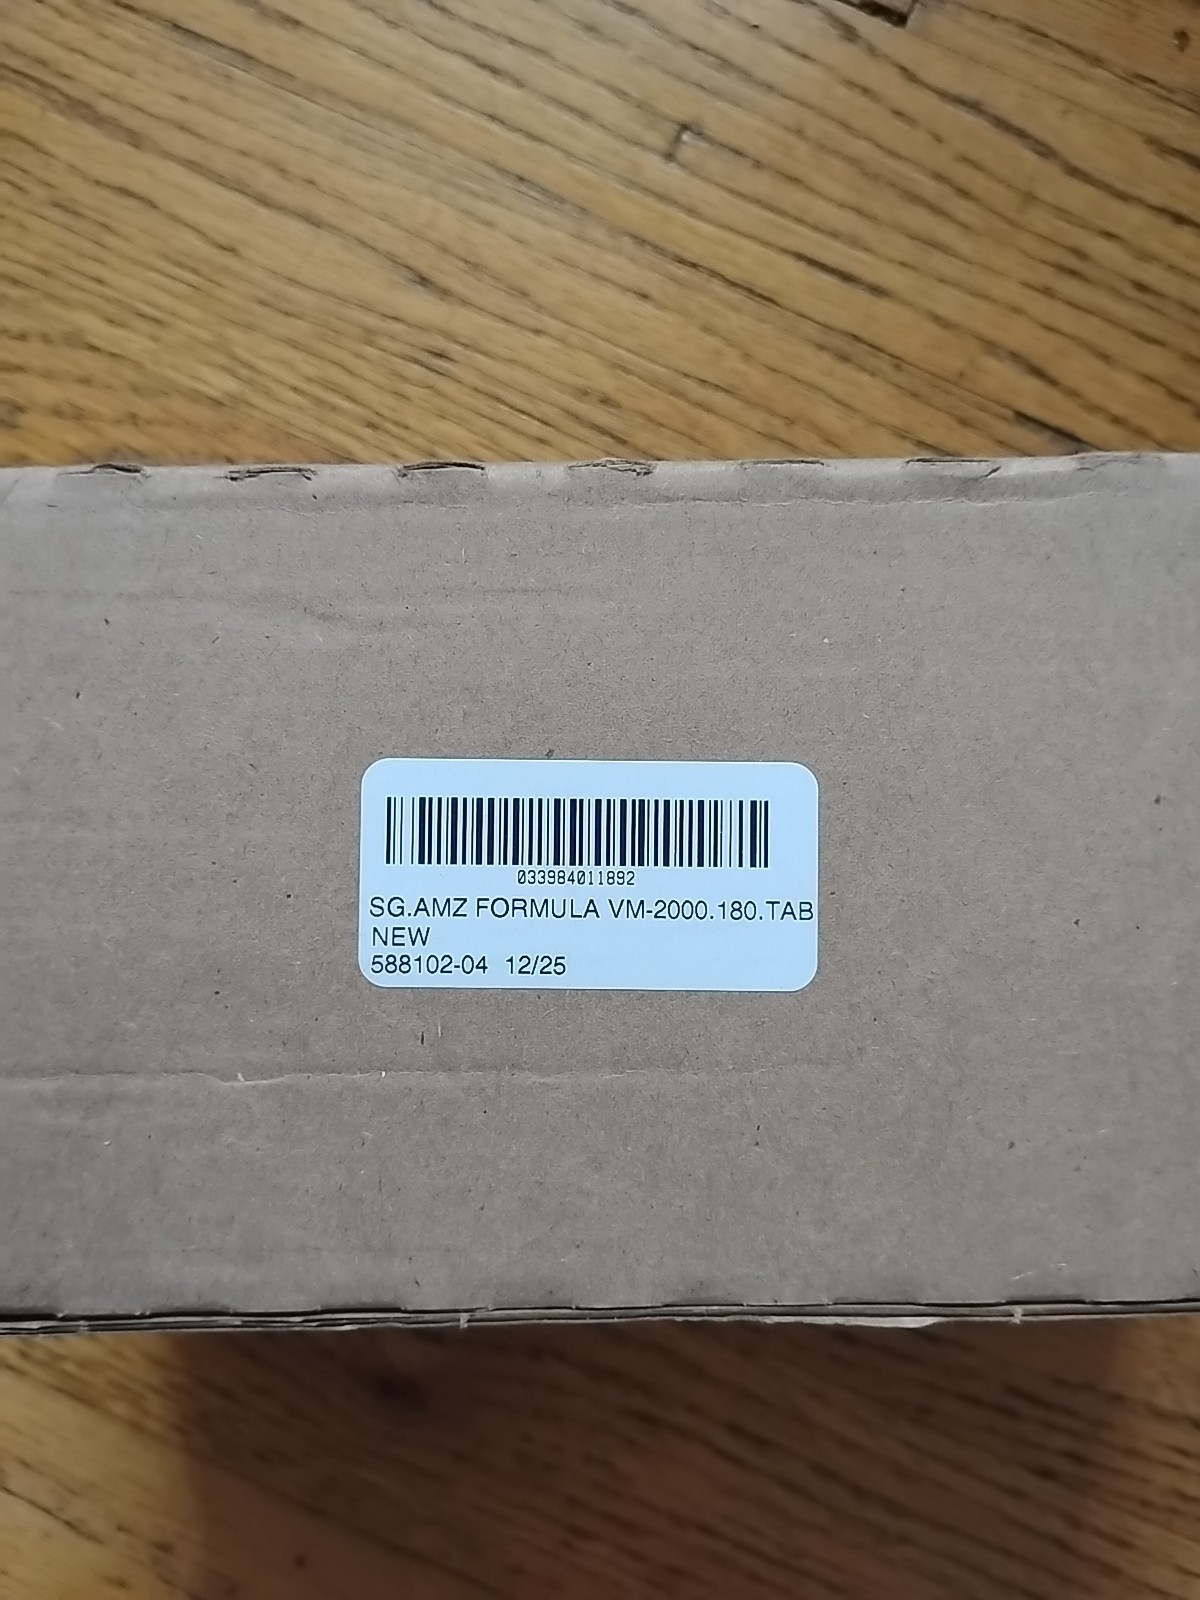 033984011892
SG.AMZ FORMULA VM-2000.180.TAB
NEW
588102-04 12/25